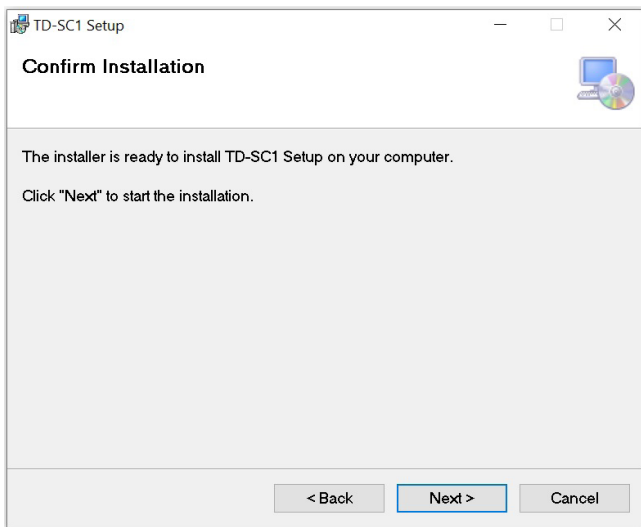 TD-SC1 Setup
Confirm Installation
The installer is ready to install TD-SC1 Setup on your computer.
Click "Next" to start the installation.
< Back
Next >
Cancel